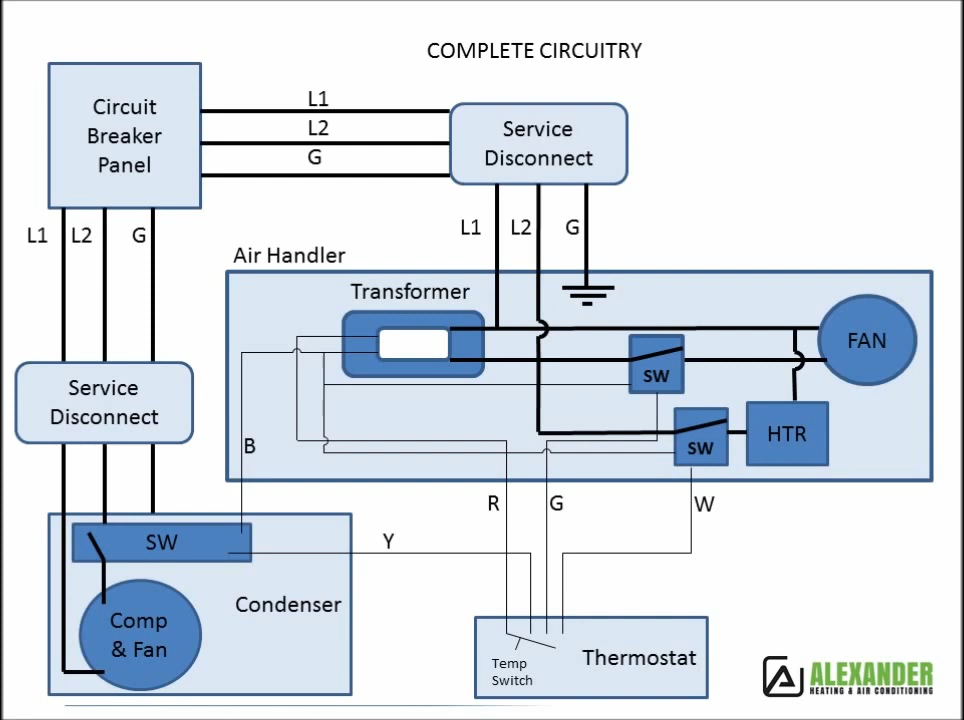 COMPLETE CIRCUITRY
Circuit
Breaker
Panel
L1
L2
G
Service
Disconnect
L1
L2
G
L1
L2
G
Air Handler
Transformer
FAN
SW
Service
Disconnect
HTR
SW
B
R
G
W
SW
Y
Condenser
Comp
& Fan
Temp
Switch
Thermostat
ALEXANDER
HEATING & AIR CONDITIONING